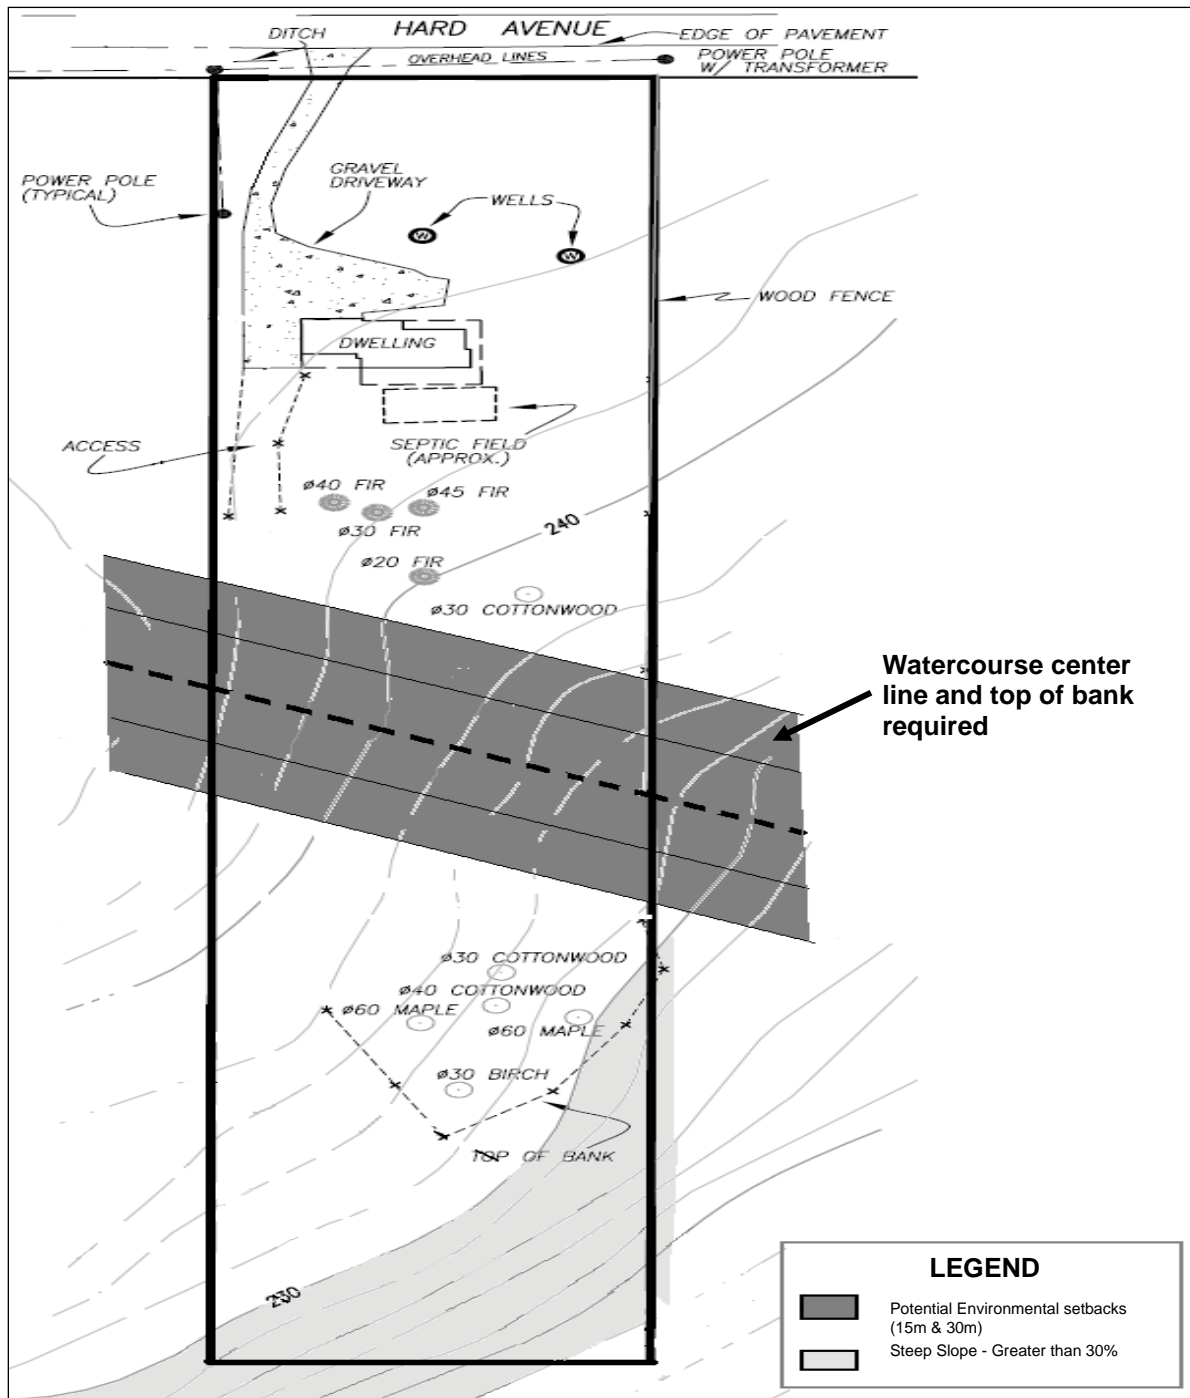 HARD AVENUE
DITCH
EDGE OF PAVEMENT
OVERHEAD LINES
POWER POLE
W/ TRANSFORMER
GRAVEL
DRIVEWAY
POWER POLE
(TYPICAL)
WELLS
W
W
WOOD FENCE
DWELLING
ACCESS
SEPTIC FIELD
(APPROX.)
ø40 FIR
ø45 FIR
ø30 FIR
240
ø20 FIR
ø30 COTTONWOOD
Watercourse center
line and top of bank
required
ø30 COTTONWOOD
ø40 COTTONWOOD
ø60 MAPLE
ø60 MAPLE
ø30 BIRCH
TOP OF BANK
230
LEGEND
Potential Environmental setbacks
(15m & 30m)
Steep Slope - Greater than 30%